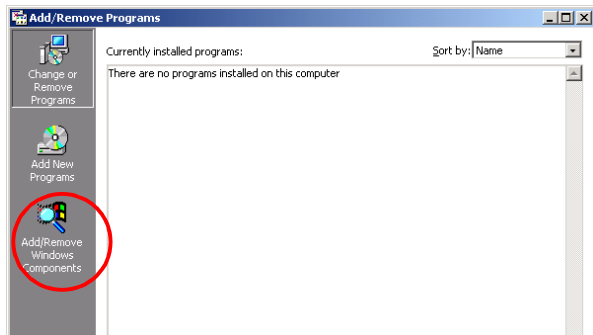 Add/Remove Programs
Change or
Remove
Programs
Currently installed programs:
Sort by: Name
There are no programs installed on this computer
Add New
Programs
Add/Remove
Windows
Components